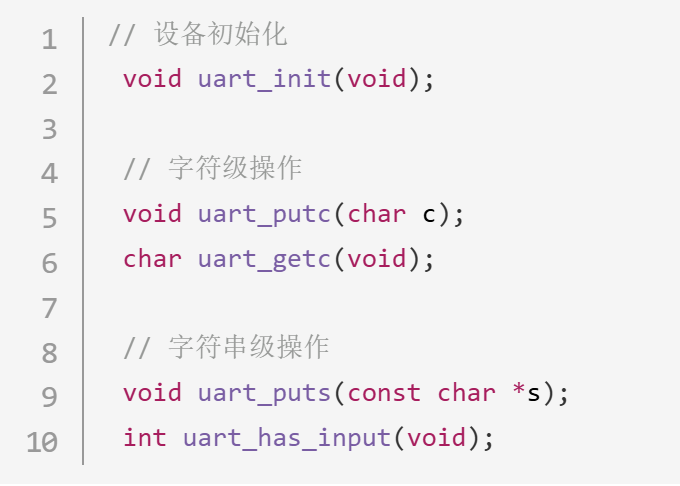 1 // 设备初始化
2 void uart_init(void);
3
4 // 字符级操作
5 void uart_putc(char c);
6 char uart_getc(void);
7
8 // 字符串级操作
9 void uart_puts(const char *s);
10 int uart_has_input(void);